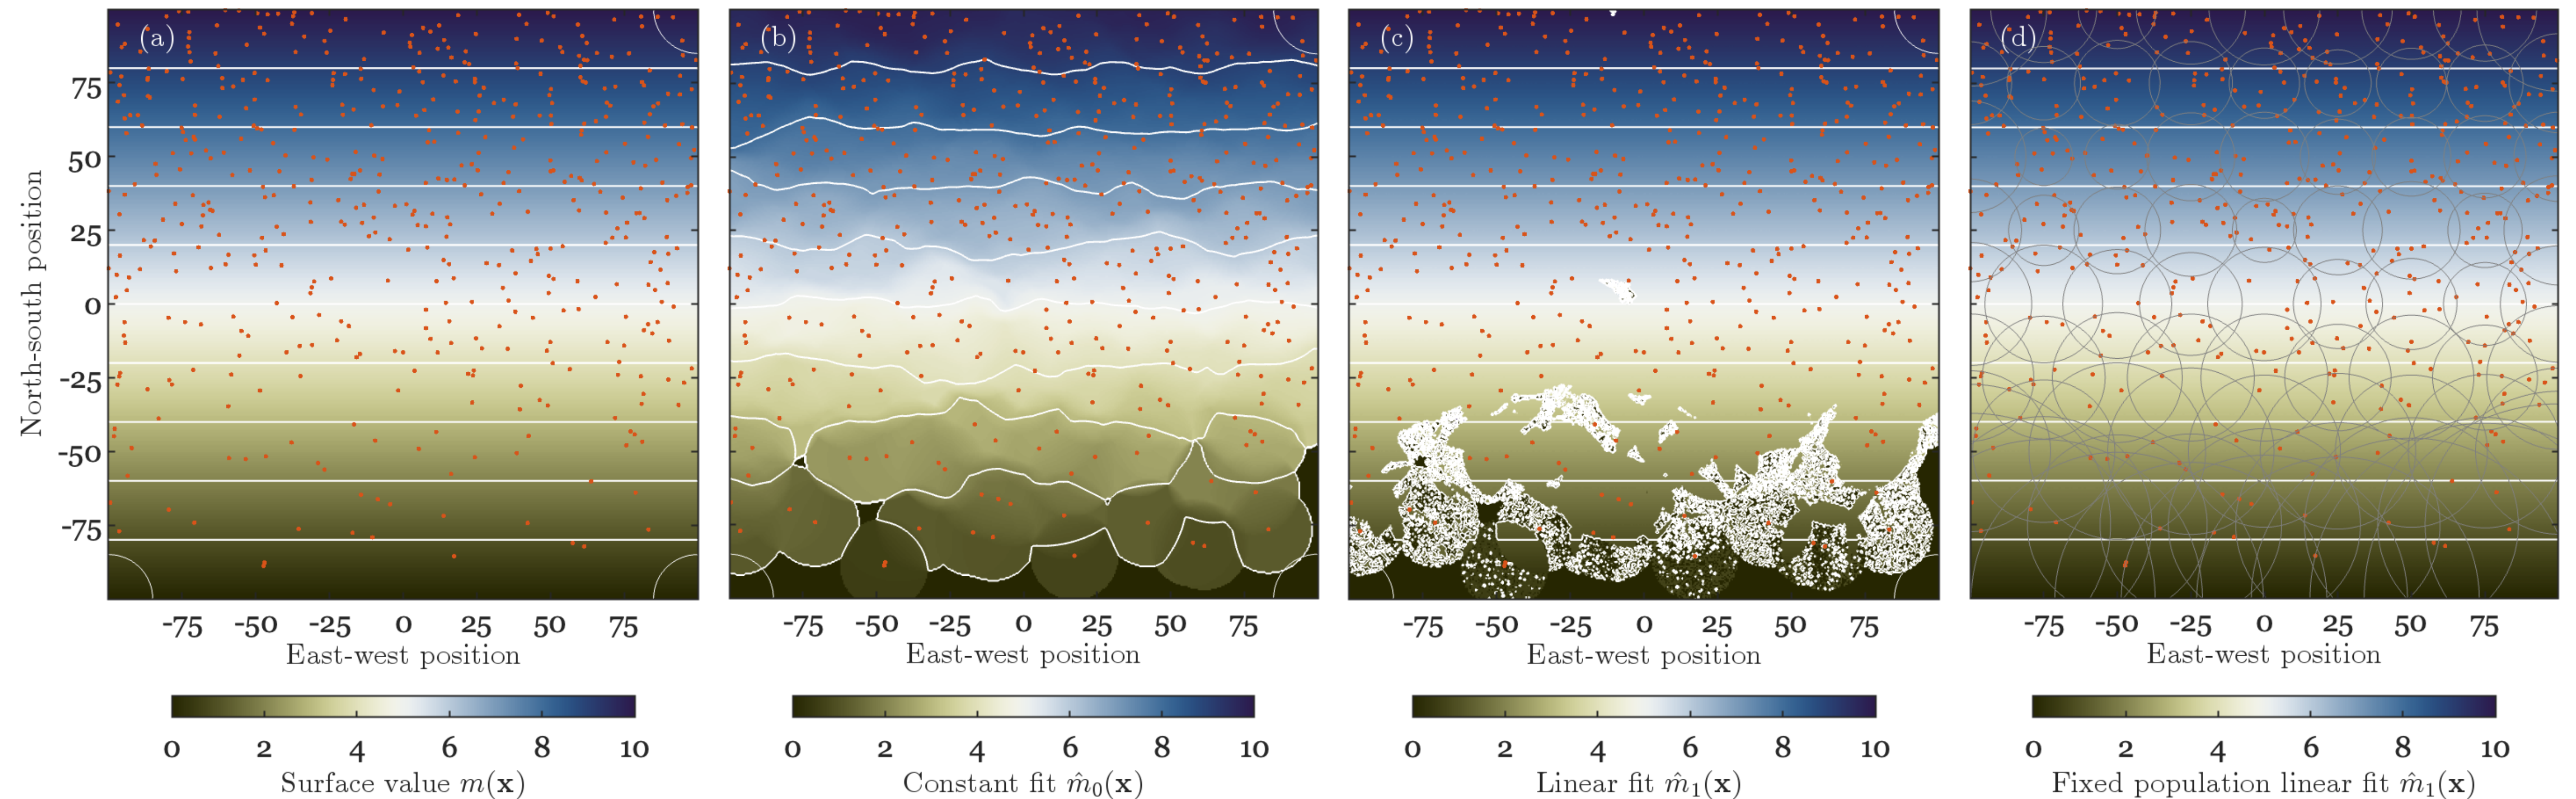 (a) (b) (c) (d)
North-south position
75
50
25
0
-25
-50
-75
-75 -50 -25 0 25 50 75
East-west position
-75 -50 -25 0 25 50 75
East-west position
-75 -50 -25 0 25 50 75
East-west position
-75 -50 -25 0 25 50 75
East-west position
0 2 4 6 8 10
Surface value m(x)
0 2 4 6 8 10
Constant fit m̂₀(x)
0 2 4 6 8 10
Linear fit m̂₁(x)
0 2 4 6 8 10
Fixed population linear fit m̂₁(x)